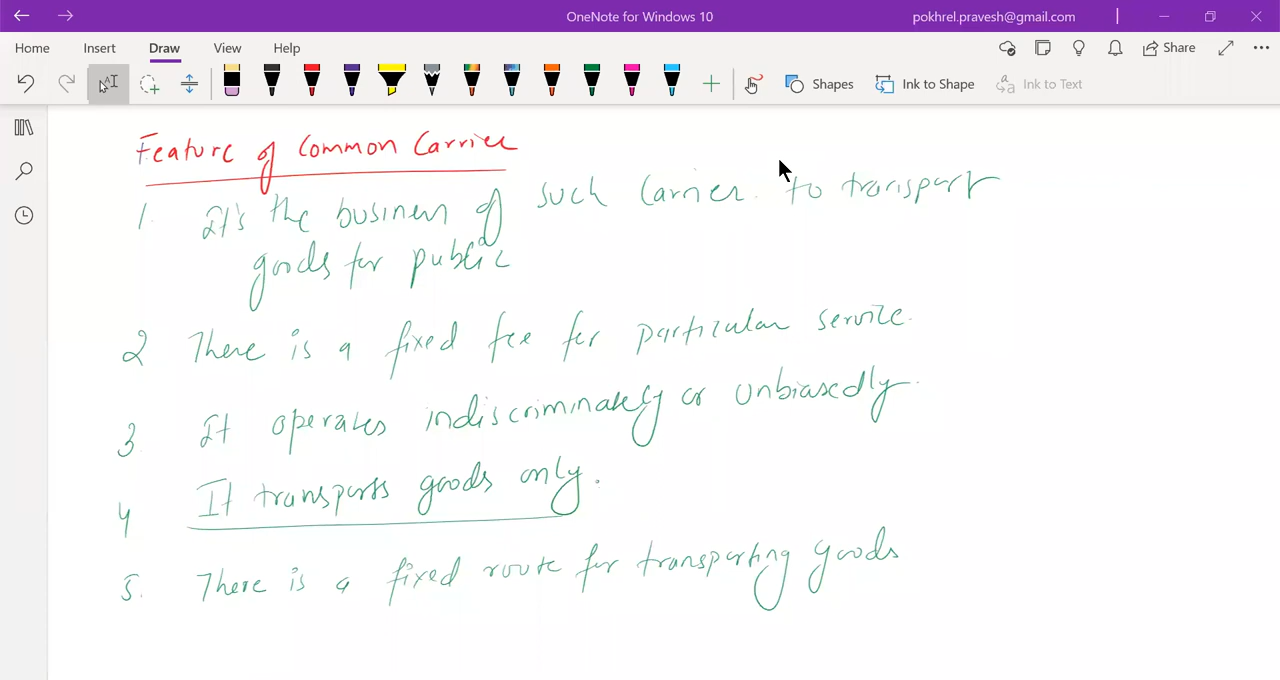 OneNote for Windows 10
pokhrel.pravesh@gmail.com
Home Insert Draw View Help
Share
Shapes Ink to Shape Ink to Text
Feature of Common Carrier
1. It's the business of such Carrier to transport
goods for public
2 There is a fixed fee for particular service.
3 It operates indiscriminately or unbiasedly.
4 It transports goods only.
5. There is a fixed route for transporting goods